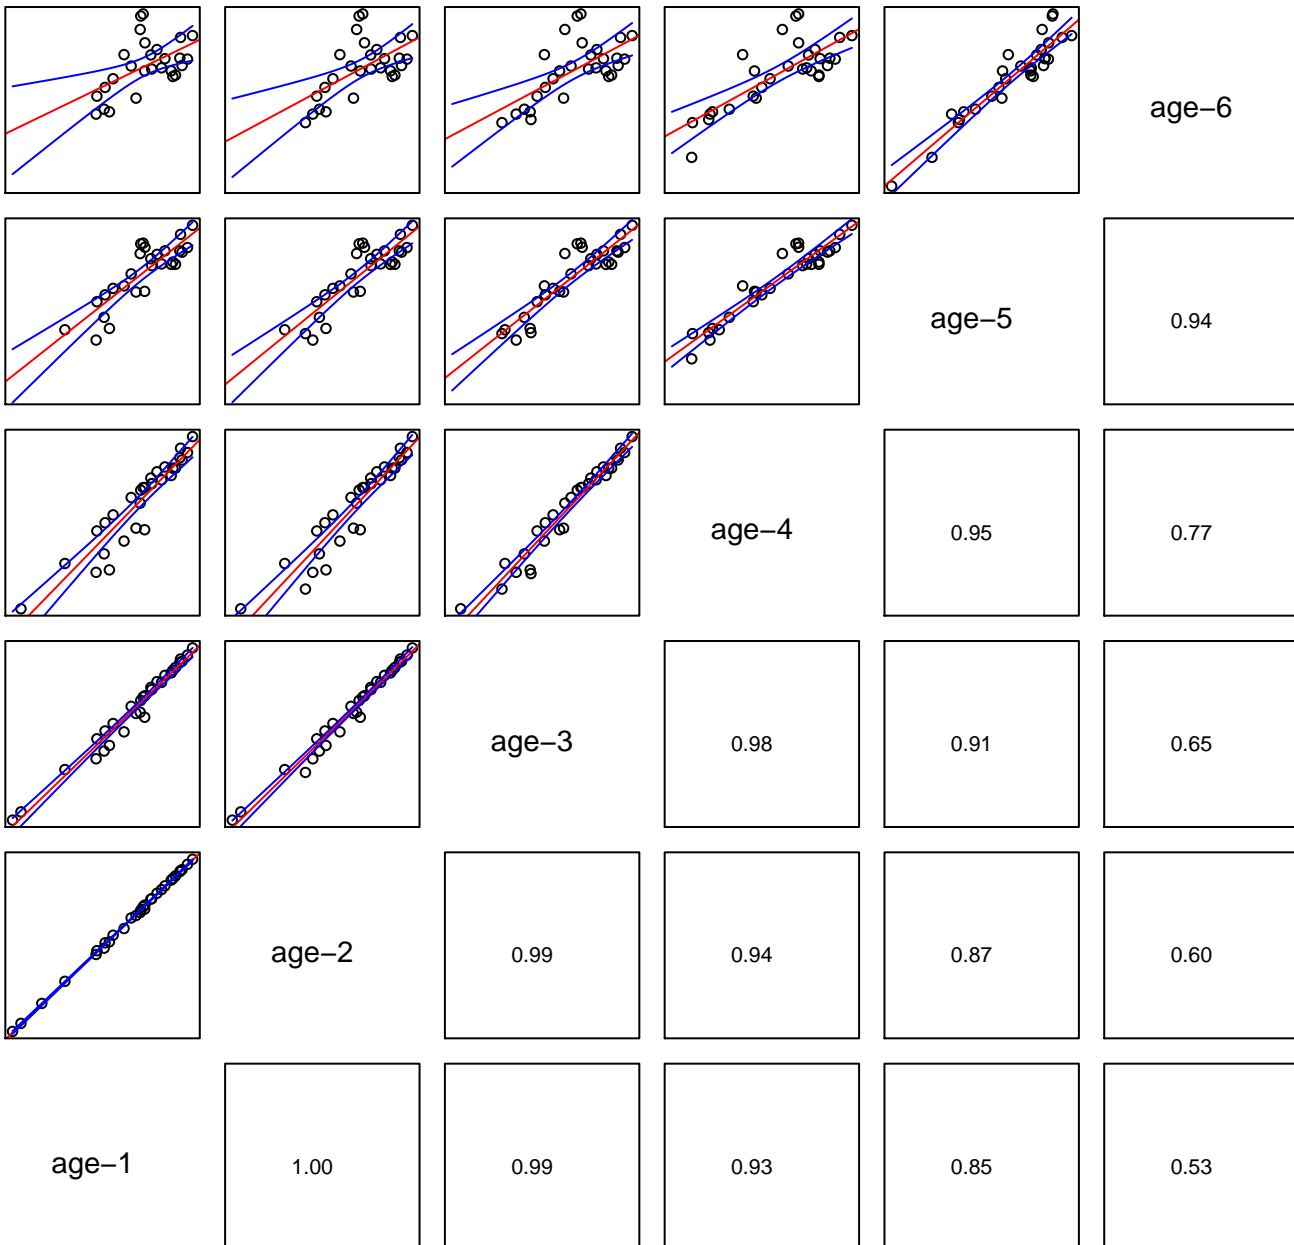 age−6
age−5 0.94
age−4 0.95 0.77
age−3 0.98 0.91 0.65
age−2 0.99 0.94 0.87 0.60
age−1 1.00 0.99 0.93 0.85 0.53